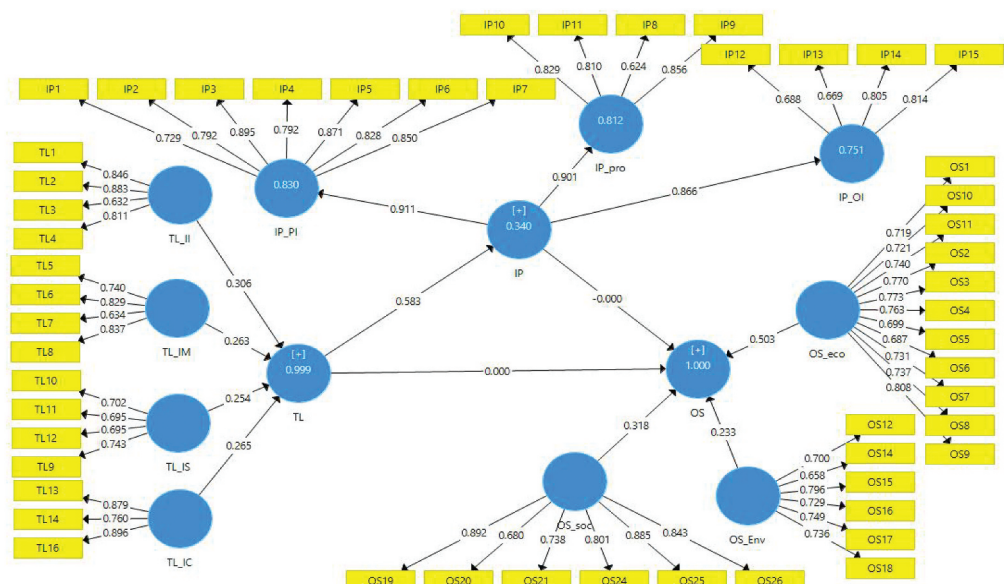 IP10 IP11 IP8 IP9
IP12 IP13 IP14 IP15
0.829 0.810 0.624 0.856
0.688 0.669 0.805 0.814
IP1 IP2 IP3 IP4 IP5 IP6 IP7
0.729 0.792 0.895 0.792 0.871 0.828 0.850
0.812
IP_pro
0.751
IP_OI
0.830
IP_PI
0.901
0.866
0.911
[+]
0.340
IP
TL1
TL2
TL3
TL4
0.846
0.883
0.632
0.811
TL_II
0.306
TL5
TL6
TL7
TL8
0.740
0.829
0.634
0.837
TL_IM
0.263
0.583
-0.000
OS1
OS10
OS11
OS2
OS3
OS4
OS5
OS6
OS7
OS8
OS9
0.719
0.721
0.740
0.770
0.773
0.763
0.699
0.687
0.731
0.737
0.808
OS_eco
0.503
[+]
0.999
TL
0.000
[+]
1.000
OS
TL10
TL11
TL12
TL9
0.702
0.695
0.695
0.743
TL_IS
0.254
TL13
TL14
TL16
0.879
0.760
0.896
TL_IC
0.265
0.318
0.233
OS_soc
0.892 0.680 0.738 0.801 0.885 0.843
OS19 OS20 OS21 OS24 OS25 OS26
OS_Env
0.700
0.658
0.796
0.729
0.749
0.736
OS12
OS14
OS15
OS16
OS17
OS18